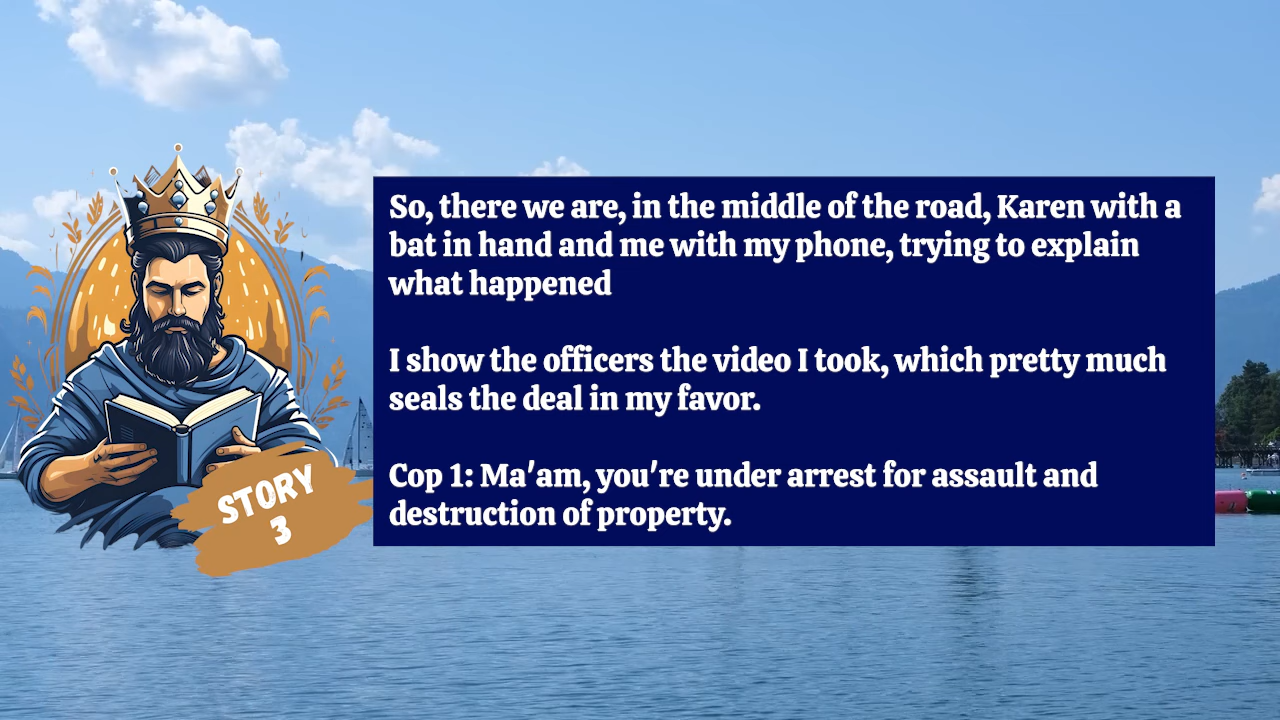 So, there we are, in the middle of the road, Karen with a
bat in hand and me with my phone, trying to explain
what happened
I show the officers the video I took, which pretty much
seals the deal in my favor.
Cop 1: Ma'am, you're under arrest for assault and
destruction of property.
STORY
3